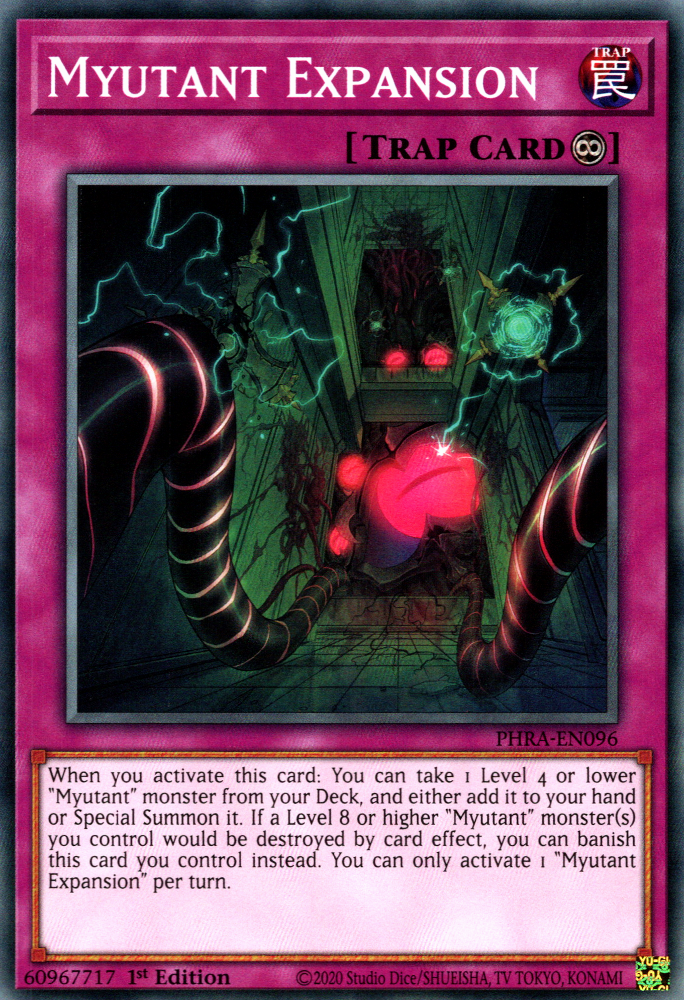 MYUTANT EXPANSION
TRAP
罠
[TRAP CARD∞]
PHRA-EN096
When you activate this card: You can take 1 Level 4 or lower
"Myutant" monster from your Deck, and either add it to your hand
or Special Summon it. If a Level 8 or higher "Myutant" monster(s)
you control would be destroyed by card effect, you can banish
this card you control instead. You can only activate 1 "Myutant
Expansion" per turn.
60967717 1st Edition ©2020 Studio Dice/SHUEISHA, TV TOKYO, KONAMI